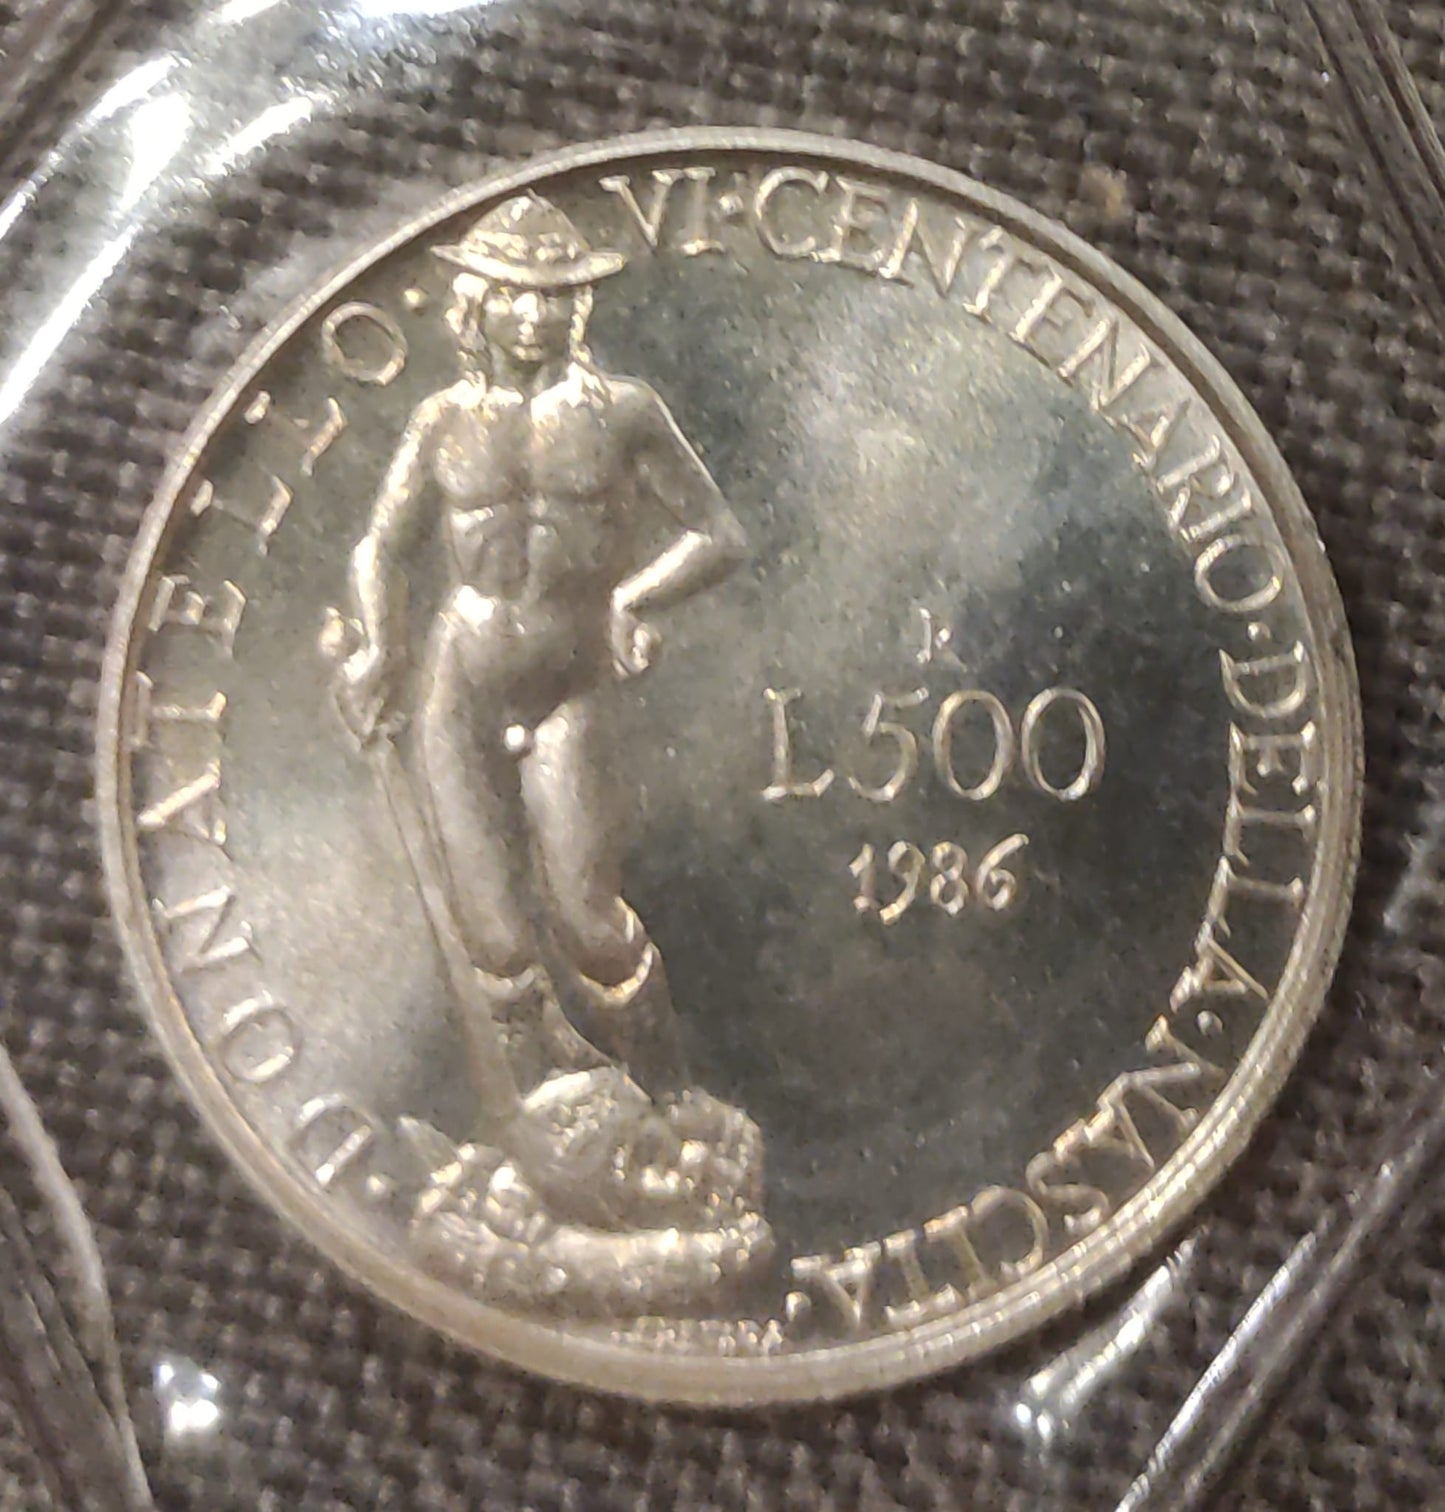 VI·CENTENARIO·DELLA·NASCITA·
D·DONATELLO·
R
L500
1986